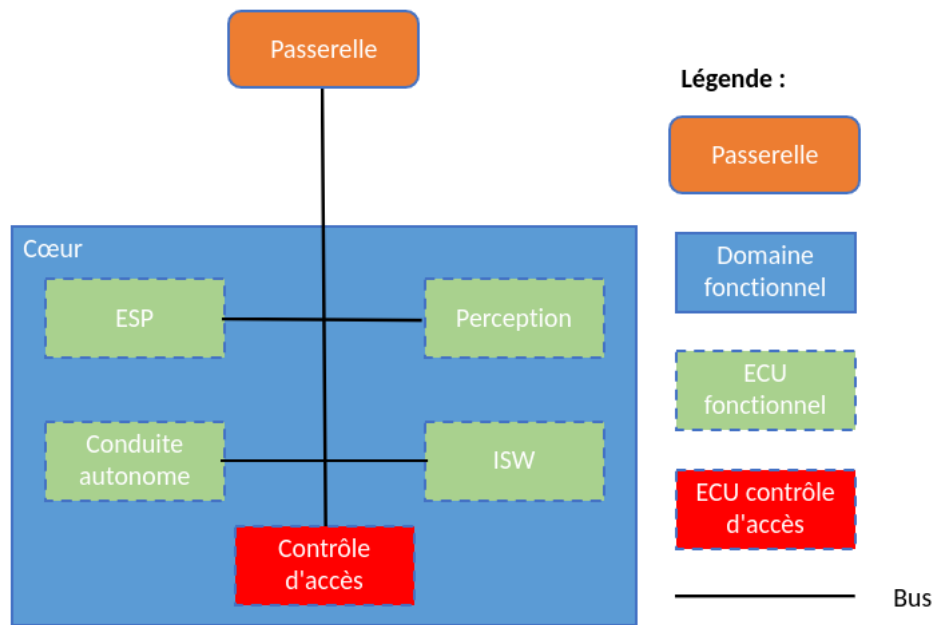 Passerelle
Cœur
ESP
Perception
Conduite
autonome
ISW
Contrôle
d'accès
Légende :
Passerelle
Domaine
fonctionnel
ECU
fonctionnel
ECU contrôle
d'accès
Bus